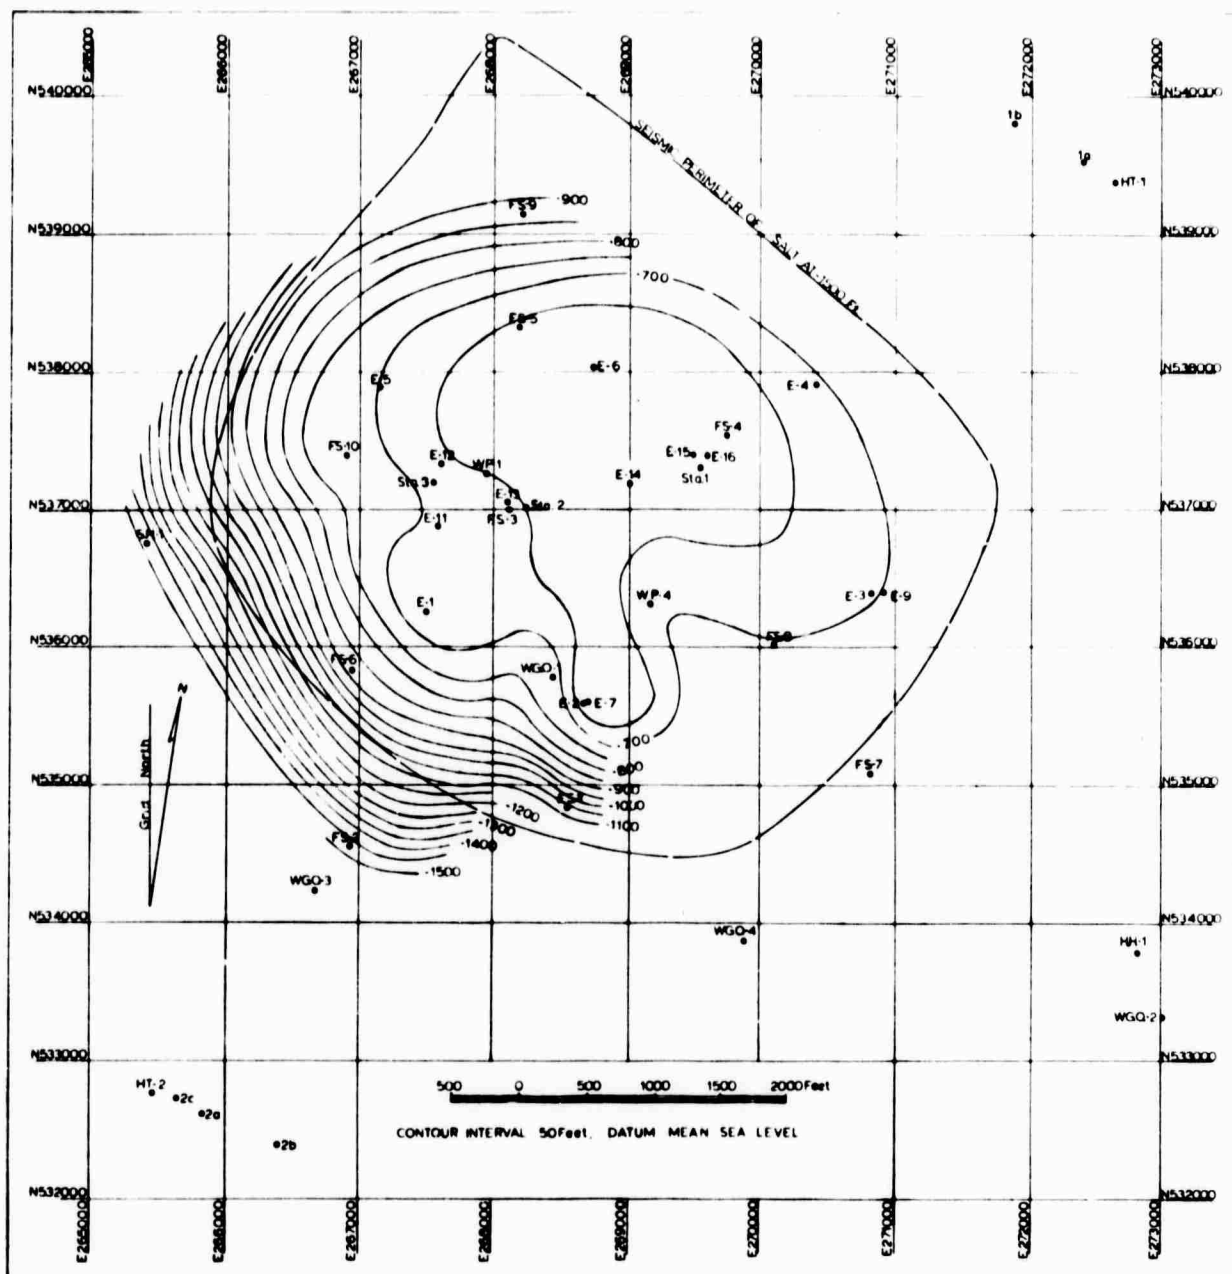 E265000
E266000
E267000
E268000
E269000
E270000
E271000
E272000
E273000
N540000
N540000
1b
1a
HT-1
SEISMIC PERIMETER OF SALT AT -1500 Ft.
-900
FS-9
N539000
N539000
-800
-700
E-6
N538000
N538000
E-5
E-4
FS-4
FS-10
E-12
WP-1
E-15
E-16
Sta.3
Sta.1
E-14
E-13
Sta. 2
N537000
N537000
FS-3
E-11
E-1
WP-4
E-3
E-9
N536000
N536000
FS-6
WGO
E-2
E-7
-700
N
Grid North
-800
FS-7
N535000
N535000
-900
-1000
-1100
-1200
-1300
-1400
-1500
WGO-3
N534000
N534000
WGO-4
HH-1
WGO-2
N533000
N533000
HT-2
2c
2a
2b
500 0 500 1000 1500 2000 Feet
CONTOUR INTERVAL 50 Feet, DATUM MEAN SEA LEVEL
N532000
N532000
E265000
E266000
E267000
E268000
E269000
E270000
E271000
E272000
E273000